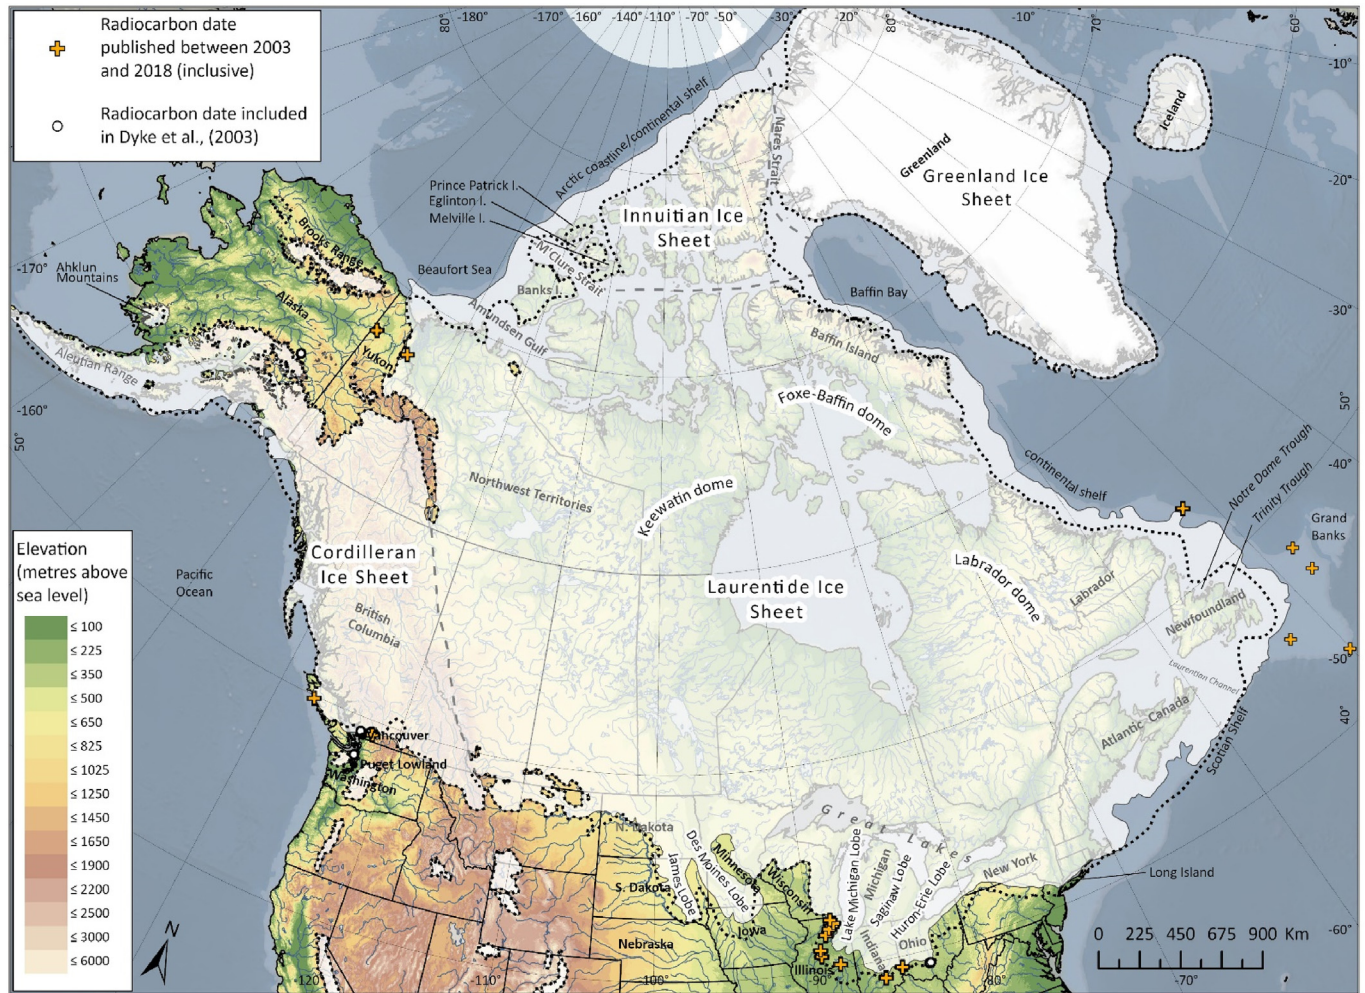 Radiocarbon date
published between 2003
and 2018 (inclusive)
Radiocarbon date included
in Dyke et al., (2003)
80°
-180°
-170°
-160°
-140°
-110°
-70°
-50°
-30°
-20°
80°
-10°
70°
60°
-10°
Arctic coastline/continental shelf
Nares Strait
Iceland
Greenland
Greenland Ice
Sheet
-20°
Prince Patrick I.
Eglinton I.
Melville I.
Innuitian Ice
Sheet
M'Clure Strait
Brooks Range
-170°
Ahklun
Mountains
Beaufort Sea
Banks I.
Baffin Bay
-30°
Alaska
Amundsen Gulf
Baffin Island
Yukon
Aleutian Range
-160°
50°
Foxe-Baffin dome
50°
continental shelf
Notre Dame Trough
Trinity Trough
-40°
Northwest Territories
Keewatin dome
Grand
Banks
Elevation
(metres above
sea level)
≤ 100
≤ 225
≤ 350
≤ 500
≤ 650
≤ 825
≤ 1025
≤ 1250
≤ 1450
≤ 1650
≤ 1900
≤ 2200
≤ 2500
≤ 3000
≤ 6000
Pacific
Ocean
Cordilleran
Ice Sheet
British
Columbia
Laurentide Ice
Sheet
Labrador dome
Labrador
Newfoundland
Laurentian Channel
-50°
40°
Atlantic Canada
Scotian Shelf
Vancouver
Puget Lowland
Washington
N. Dakota
S. Dakota
Nebraska
James Lobe
Des Moines Lobe
Minnesota
Iowa
Wisconsin
Illinois
Great Lakes
Lake Michigan Lobe
Michigan
Saginaw Lobe
Huron-Erie Lobe
Indiana
Ohio
New York
Long Island
N
0 225 450 675 900 Km
-60°
-120°
-110°
-100°
-90°
-80°
-70°